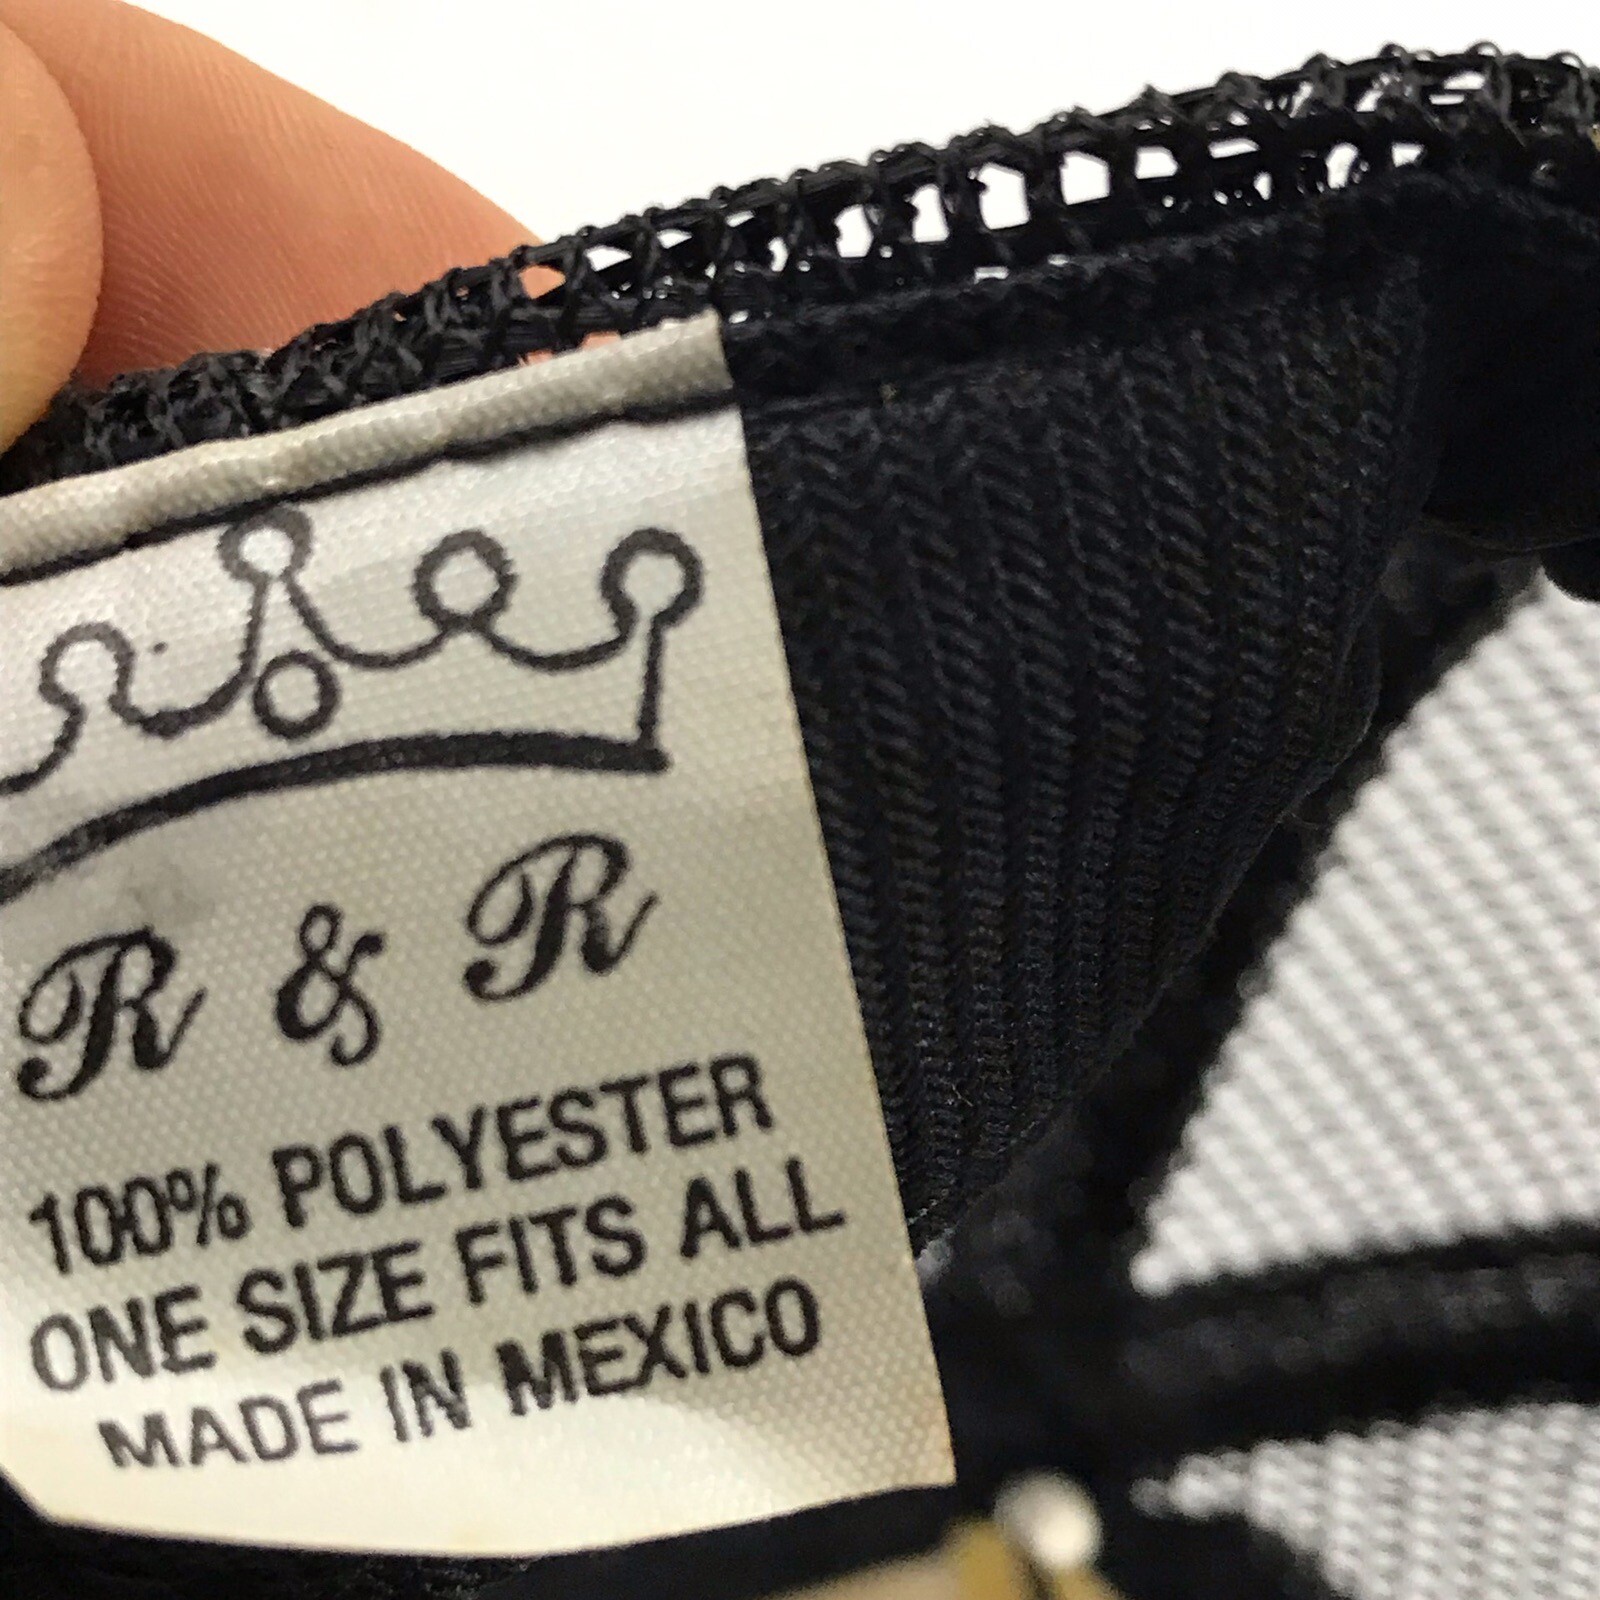 R & R
100% POLYESTER
ONE SIZE FITS ALL
MADE IN MEXICO